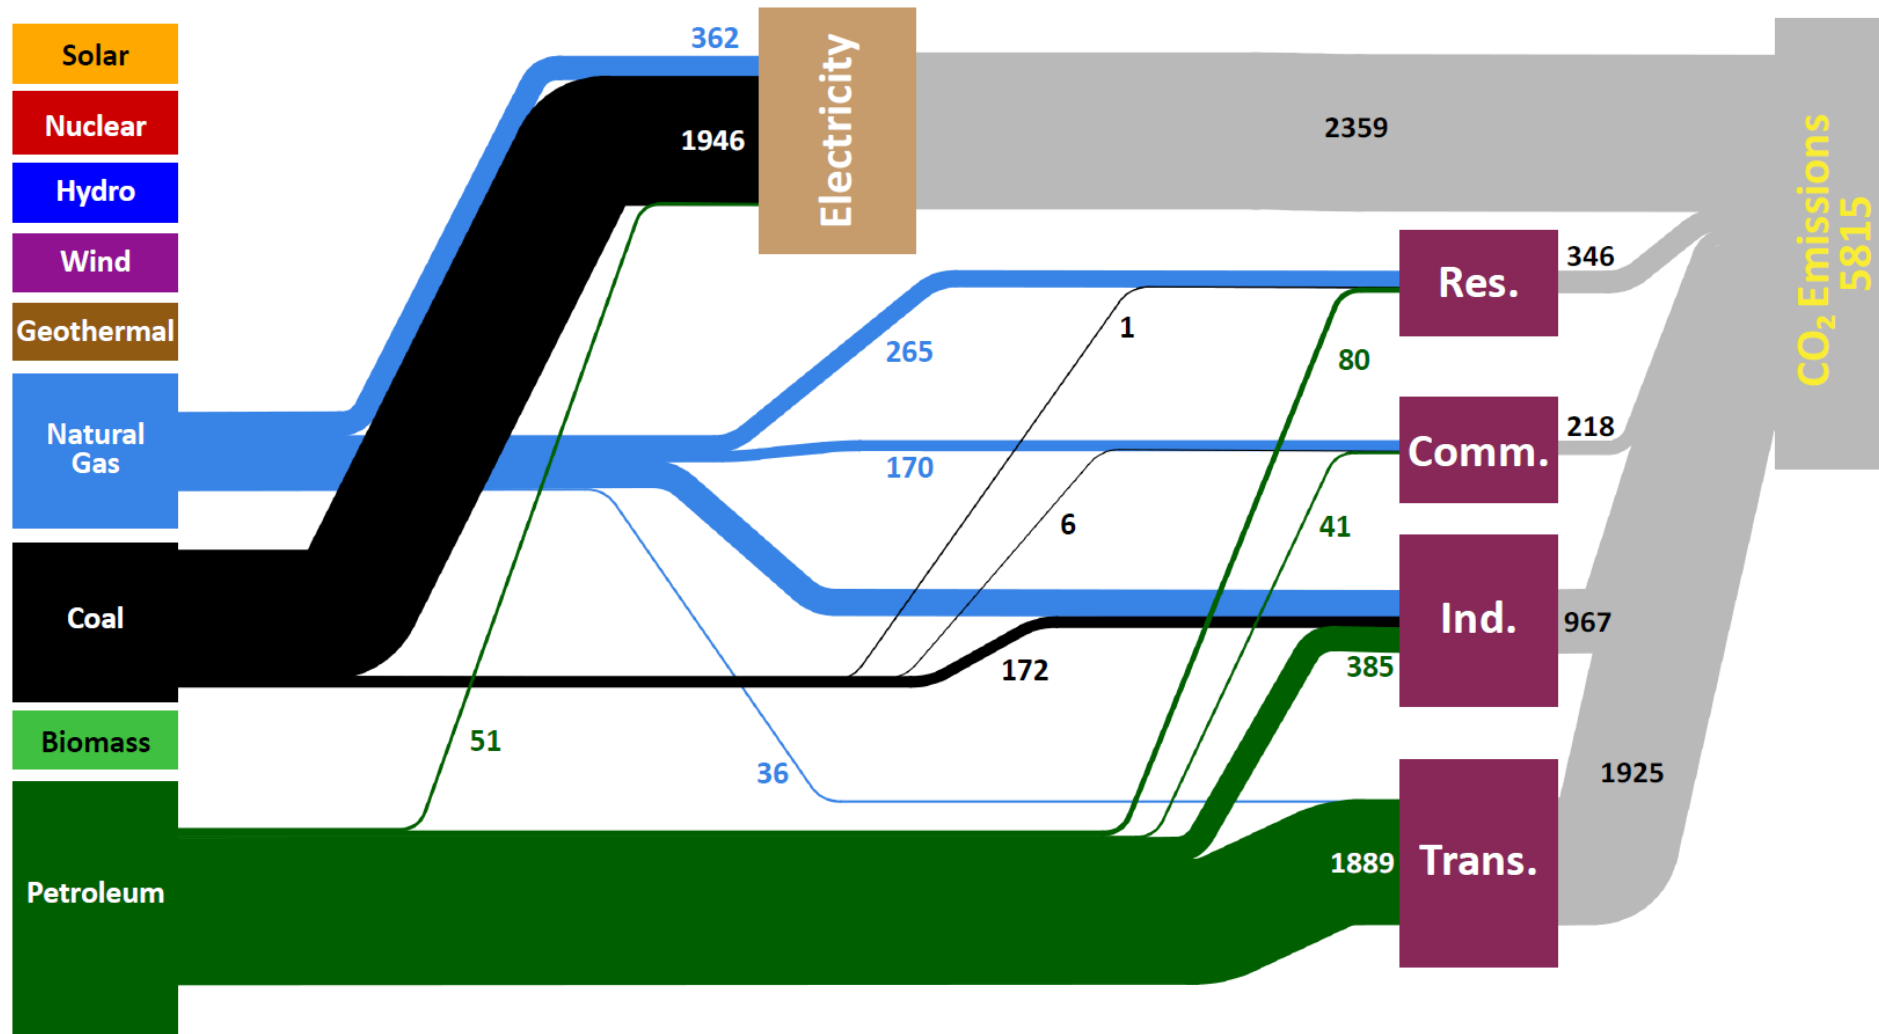 Solar
Nuclear
Hydro
Wind
Geothermal
Natural
Gas
Coal
Biomass
Petroleum
362
1946
Electricity
2359
265
170
1
6
172
51
36
80
41
385
1889
Res.
Comm.
Ind.
Trans.
346
218
967
1925
CO₂ Emissions
5815